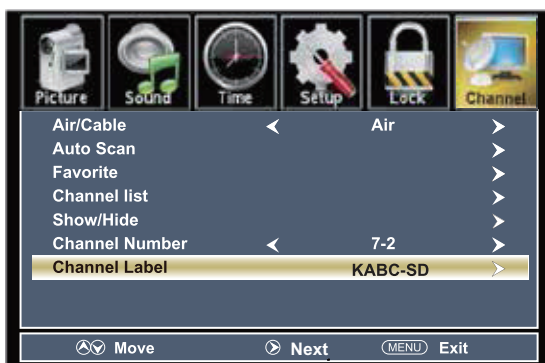 Picture Sound Time Setup Lock Channel
Air/Cable Air
Auto Scan
Favorite
Channel list
Show/Hide
Channel Number 7-2
Channel Label KABC-SD
Move Next MENU Exit